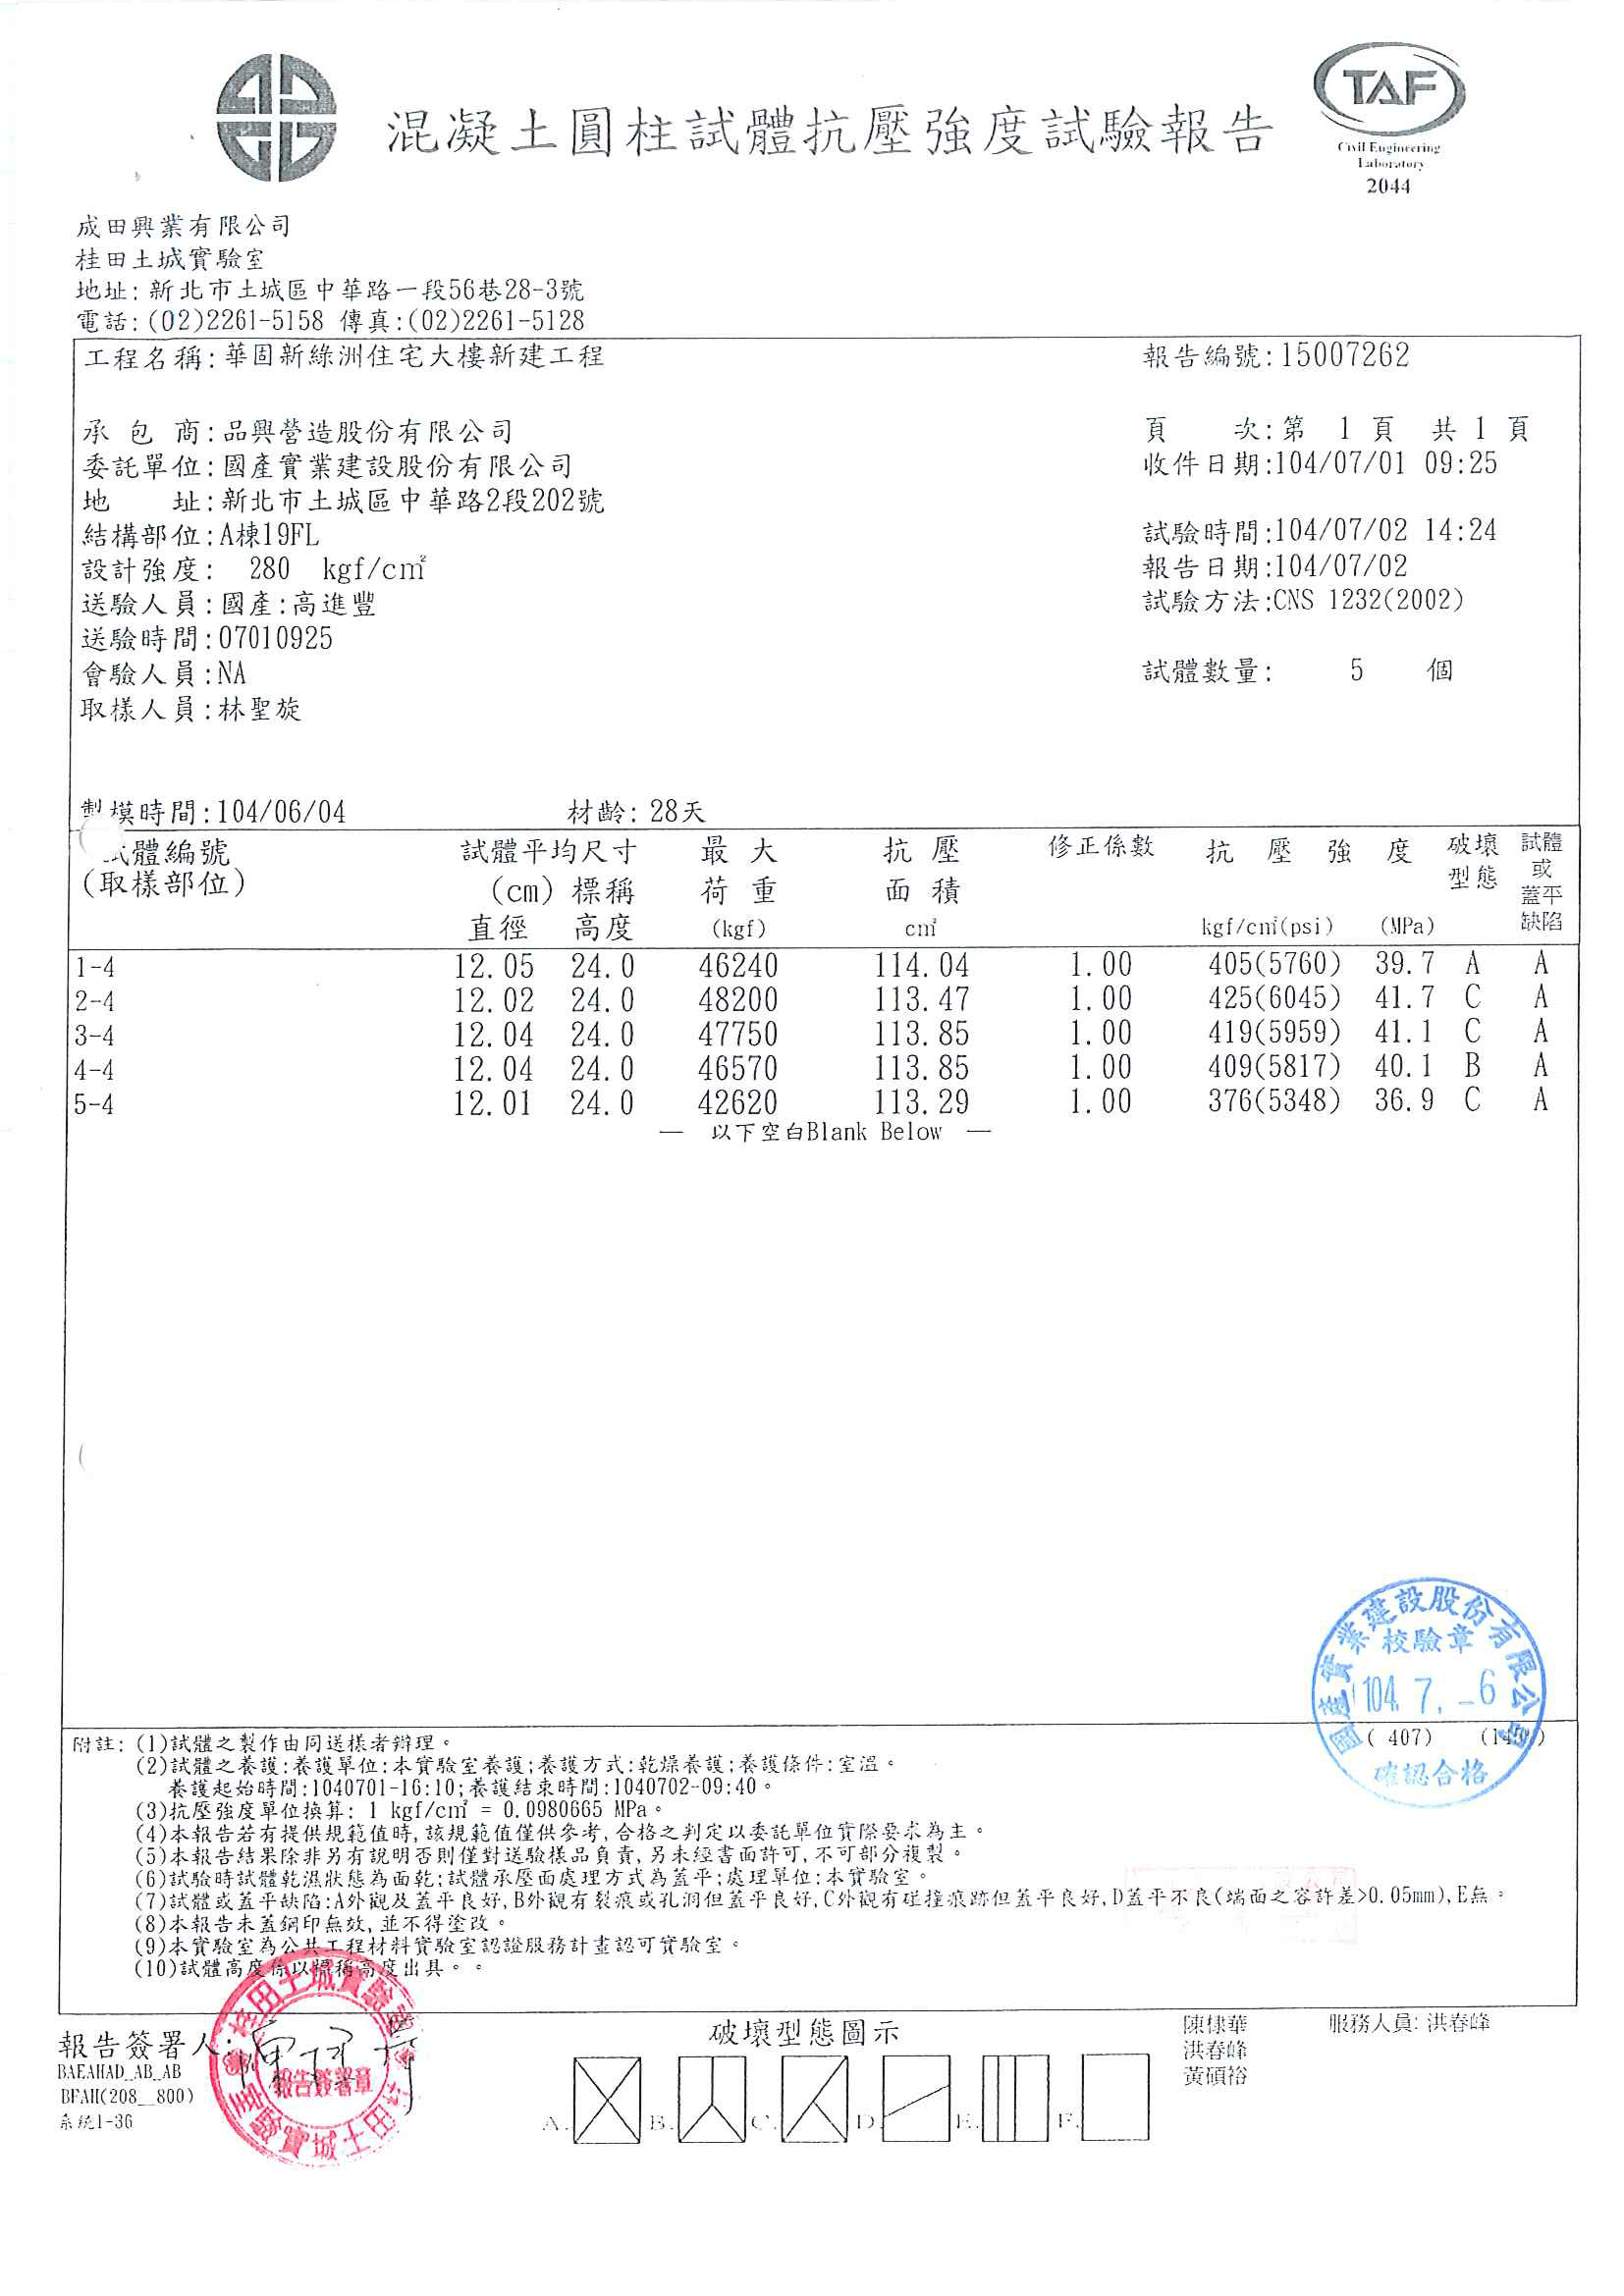 混凝土圓柱試體抗壓強度試驗報告
TAF
Civil Engineering
Laboratory
2044
成田興業有限公司
桂田土城實驗室
地址:新北市土城區中華路一段56巷28-3號
電話:(02)2261-5158 傳真:(02)2261-5128
工程名稱:華固新綠洲住宅大樓新建工程 報告編號:15007262
承 包 商:品興營造股份有限公司 頁 次:第 1 頁 共 1 頁
委託單位:國產實業建設股份有限公司 收件日期:104/07/01 09:25
地 址:新北市土城區中華路2段202號
結構部位:A棟19FL 試驗時間:104/07/02 14:24
設計強度: 280 kgf/c㎡ 報告日期:104/07/02
送驗人員:國產:高進豐 試驗方法:CNS 1232(2002)
送驗時間:07010925
會驗人員:NA 試體數量: 5 個
取樣人員:林聖旋
製模時間:104/06/04 材齡: 28天
試體編號 試體平均尺寸 最 大 抗 壓 修正係數 抗 壓 強 度 破壞 試體
(取樣部位) (cm) 標稱 荷 重 面 積 型態 或
蓋平
直徑 高度 (kgf) c㎡ kgf/c㎡(psi) (MPa) 缺陷
1-4 12.05 24.0 46240 114.04 1.00 405(5760) 39.7 A A
2-4 12.02 24.0 48200 113.47 1.00 425(6045) 41.7 C A
3-4 12.04 24.0 47750 113.85 1.00 419(5959) 41.1 C A
4-4 12.04 24.0 46570 113.85 1.00 409(5817) 40.1 B A
5-4 12.01 24.0 42620 113.29 1.00 376(5348) 36.9 C A
— 以下空白Blank Below —
國產實業建設股份有限公司
校驗章
104. 7. -6
確認合格
( 407)
附註: (1)試體之製作由同送樣者辦理。
(2)試體之養護:養護單位:本實驗室養護;養護方式:乾燥養護;養護條件:室溫。
養護起始時間:1040701-16:10;養護結束時間:1040702-09:40。
(3)抗壓強度單位換算: 1 kgf/c㎡ = 0.0980665 MPa。
(4)本報告若有提供規範值時,該規範值僅供參考,合格之判定以委託單位實際要求為主。
(5)本報告結果除非另有說明否則僅對送驗樣品負責,另未經書面許可,不可部分複製。
(6)試驗時試體乾濕狀態為面乾;試體承壓面處理方式為蓋平;處理單位:本實驗室。
(7)試體或蓋平缺陷:A外觀及蓋平良好,B外觀有裂痕或孔洞但蓋平良好,C外觀有碰撞痕跡但蓋平良好,D蓋平不良(端面之容許差>0.05mm),E無。
(8)本報告未蓋鋼印無效,並不得塗改。
(9)本實驗室為公共工程材料實驗室認證服務計畫認可實驗室。
(10)試體高度係以標稱高度出具。。
報告簽署人:
桂田土城實驗室
報告簽署章
桂田土城實驗室
BAEAHAD_AB_AB
BFAH(208__800)
系統1-36
破壞型態圖示
A. B. C. D. E. F.
陳棣華 服務人員: 洪春峰
洪春峰
黃碩裕